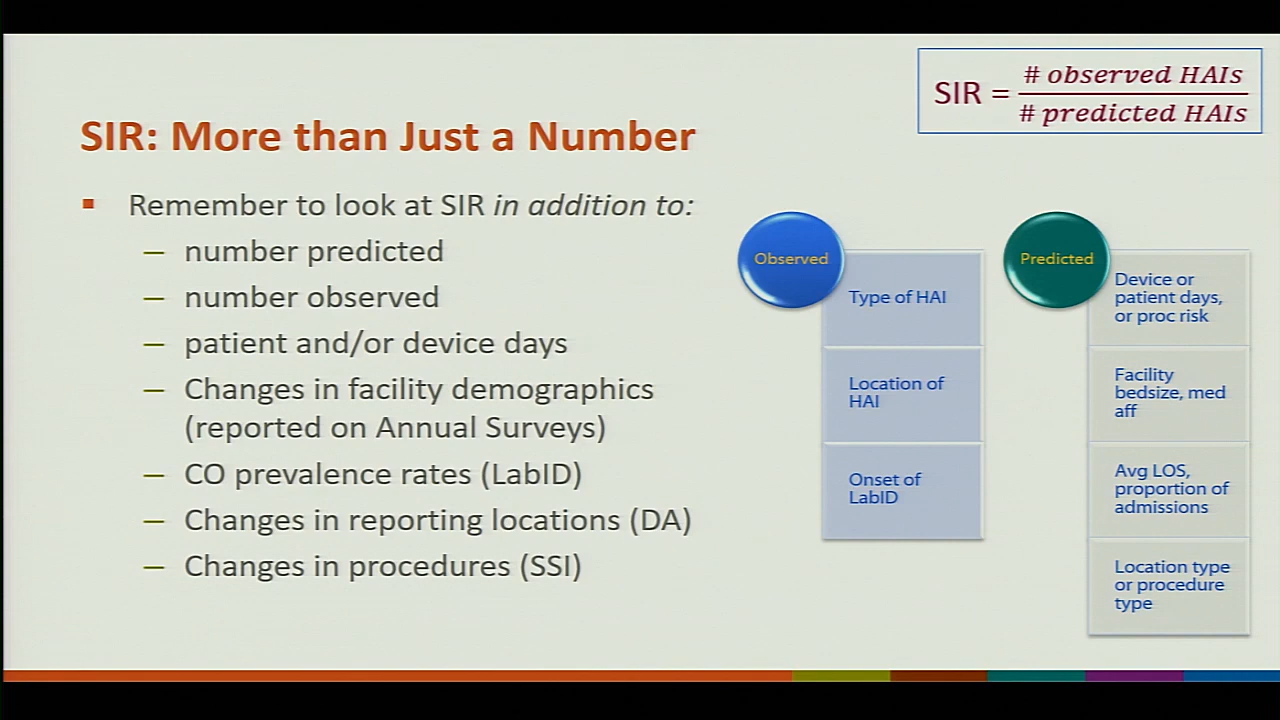 SIR = # observed HAIs / # predicted HAIs
SIR: More than Just a Number
▪ Remember to look at SIR in addition to:
– number predicted
– number observed
– patient and/or device days
– Changes in facility demographics
(reported on Annual Surveys)
– CO prevalence rates (LabID)
– Changes in reporting locations (DA)
– Changes in procedures (SSI)
Observed
Type of HAI
Location of
HAI
Onset of
LabID
Predicted
Device or
patient days,
or proc risk
Facility
bedsize, med
aff
Avg LOS,
proportion of
admissions
Location type
or procedure
type